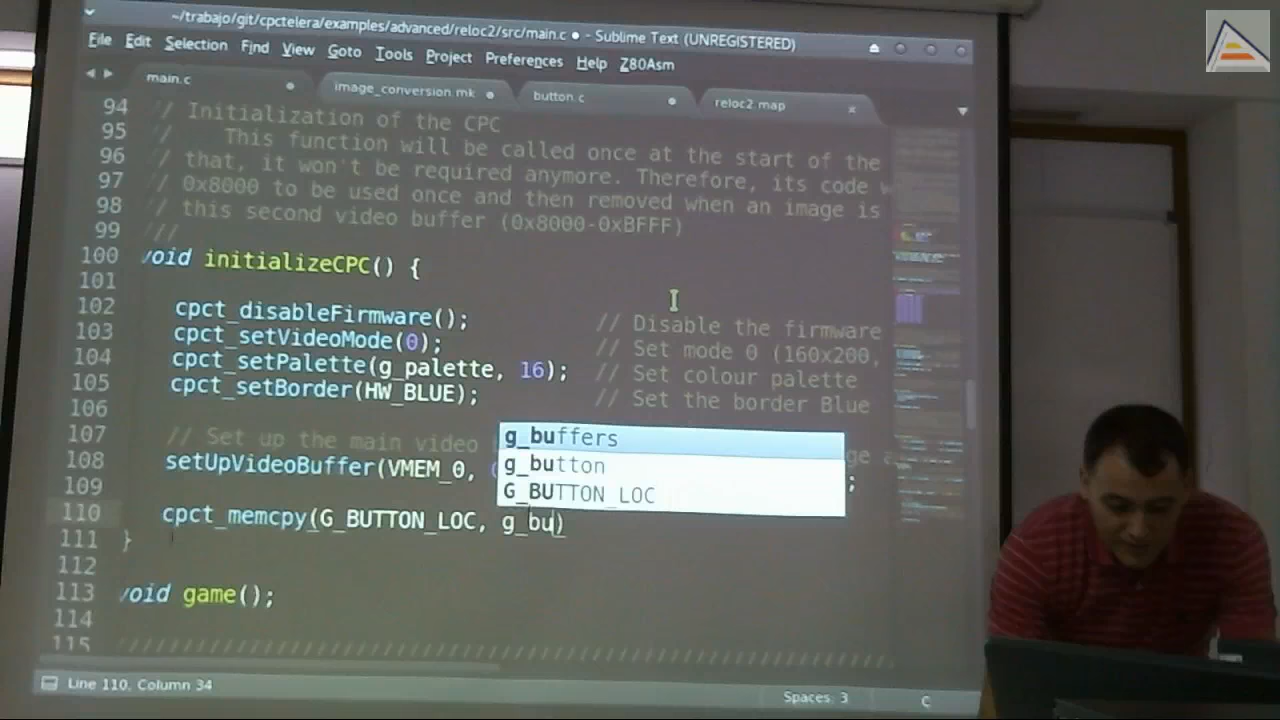 ~/trabajo/git/cpctelera/examples/advanced/reloc2/src/main.c ● - Sublime Text (UNREGISTERED)
File Edit Selection Find View Goto Tools Project Preferences Help Z80Asm
main.c image_conversion.mk button.c reloc2.map
94 // Initialization of the CPC
95 // This function will be called once at the start of the
96 // that, it won't be required anymore. Therefore, its code w
97 // 0x8000 to be used once and then removed when an image is
98 // this second video buffer (0x8000-0xBFFF)
99 ///
100 void initializeCPC() {
101
102 cpct_disableFirmware(); // Disable the firmware
103 cpct_setVideoMode(0); // Set mode 0 (160x200,
104 cpct_setPalette(g_palette, 16); // Set colour palette
105 cpct_setBorder(HW_BLUE); // Set the border Blue
106
107 // Set up the main video
108 setUpVideoBuffer(VMEM_0, ;
109
110 cpct_memcpy(G_BUTTON_LOC, g_bu)
111 }
112
113 void game();
114
115 ////////////////////////////////////////
g_buffers
g_button
G_BUTTON_LOC
Line 110, Column 34 Spaces: 3 C